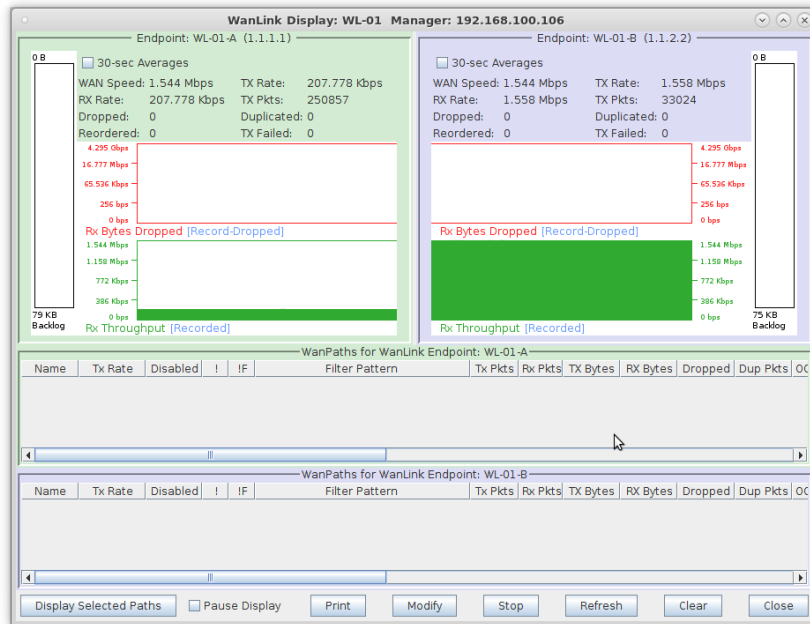 WanLink Display: WL-01 Manager: 192.168.100.106
Endpoint: WL-01-A (1.1.1.1)
0 B
30-sec Averages
WAN Speed: 1.544 Mbps TX Rate: 207.778 Kbps
RX Rate: 207.778 Kbps TX Pkts: 250857
Dropped: 0 Duplicated: 0
Reordered: 0 TX Failed: 0
4.295 Gbps
16.777 Mbps
65.536 Kbps
256 bps
0 bps
Rx Bytes Dropped [Record-Dropped]
1.544 Mbps
1.158 Mbps
772 Kbps
386 Kbps
0 bps
79 KB
Backlog
Rx Throughput [Recorded]
Endpoint: WL-01-B (1.1.2.2)
30-sec Averages
0 B
WAN Speed: 1.544 Mbps TX Rate: 1.558 Mbps
RX Rate: 1.558 Mbps TX Pkts: 33024
Dropped: 0 Duplicated: 0
Reordered: 0 TX Failed: 0
4.295 Gbps
16.777 Mbps
65.536 Kbps
256 bps
0 bps
Rx Bytes Dropped [Record-Dropped]
1.544 Mbps
1.158 Mbps
772 Kbps
386 Kbps
0 bps
75 KB
Backlog
Rx Throughput [Recorded]
WanPaths for WanLink Endpoint: WL-01-A
Name Tx Rate Disabled ! !F Filter Pattern Tx Pkts Rx Pkts TX Bytes RX Bytes Dropped Dup Pkts
WanPaths for WanLink Endpoint: WL-01-B
Name Tx Rate Disabled ! !F Filter Pattern Tx Pkts Rx Pkts TX Bytes RX Bytes Dropped Dup Pkts
Display Selected Paths Pause Display Print Modify Stop Refresh Clear Close